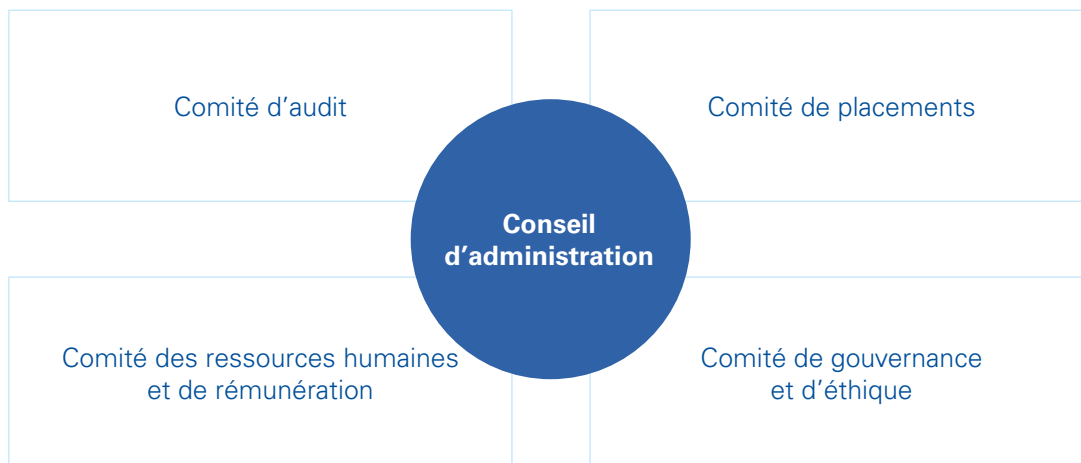 Comité d’audit
Comité de placements
Conseil
d’administration
Comité des ressources humaines
et de rémunération
Comité de gouvernance
et d’éthique